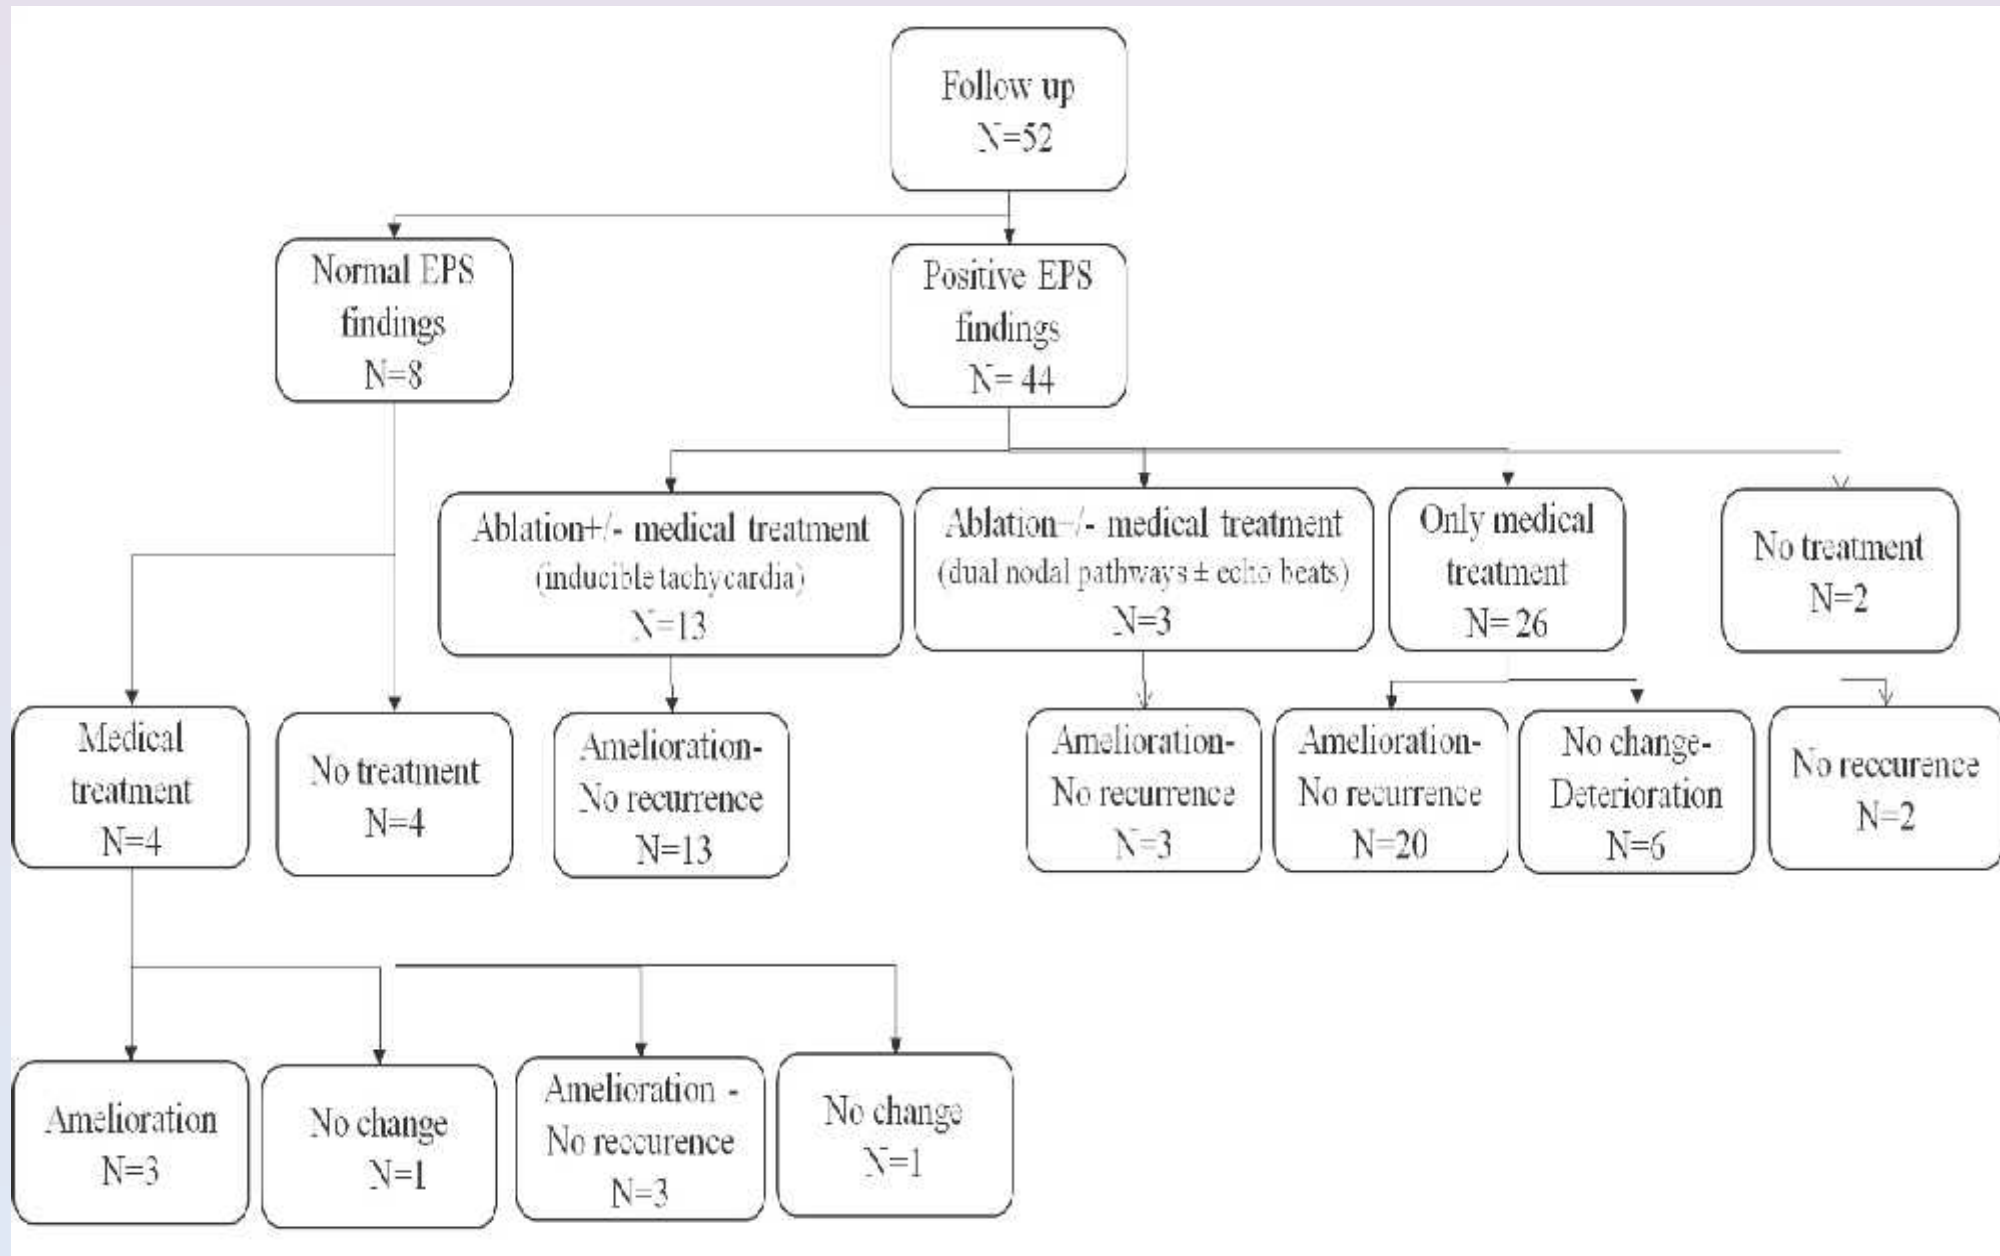 Follow up
N=52
Normal EPS
findings
N=8
Positive EPS
findings
N= 44
Ablation+/- medical treatment
(inducible tachycardia)
N=13
Ablation+/- medical treatment
(dual nodal pathways ± echo beats)
N=3
Only medical
treatment
N= 26
No treatment
N=2
Medical
treatment
N=4
No treatment
N=4
Amelioration-
No recurrence
N=13
Amelioration-
No recurrence
N=3
Amelioration-
No recurrence
N=20
No change-
Deterioration
N=6
No reccurence
N=2
Amelioration
N=3
No change
N=1
Amelioration -
No reccurence
N=3
No change
N=1